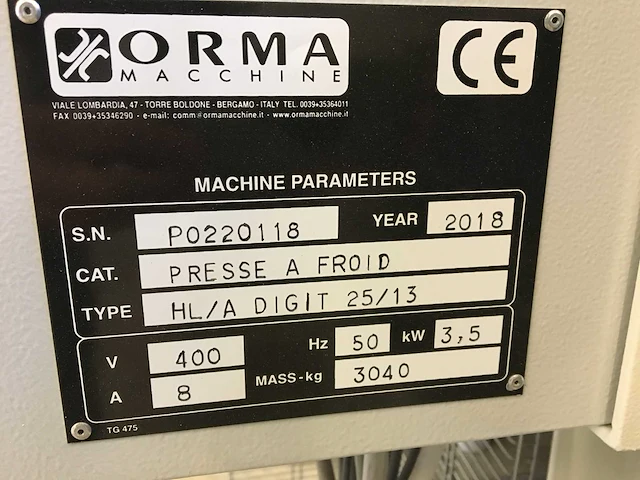 ORMA
MACCHINE
CE
VIALE LOMBARDIA, 47 - TORRE BOLDONE - BERGAMO - ITALY TEL. 0039+35364011
FAX 0039+35346290 - e-mail: comm@ormamacchine.it - www.ormamacchine.it
MACHINE PARAMETERS
S.N. P0220118 YEAR 2018
CAT. PRESSE A FROID
TYPE HL/A DIGIT 25/13
V 400 Hz 50 kW 3,5
A 8 MASS-kg 3040
TG 475